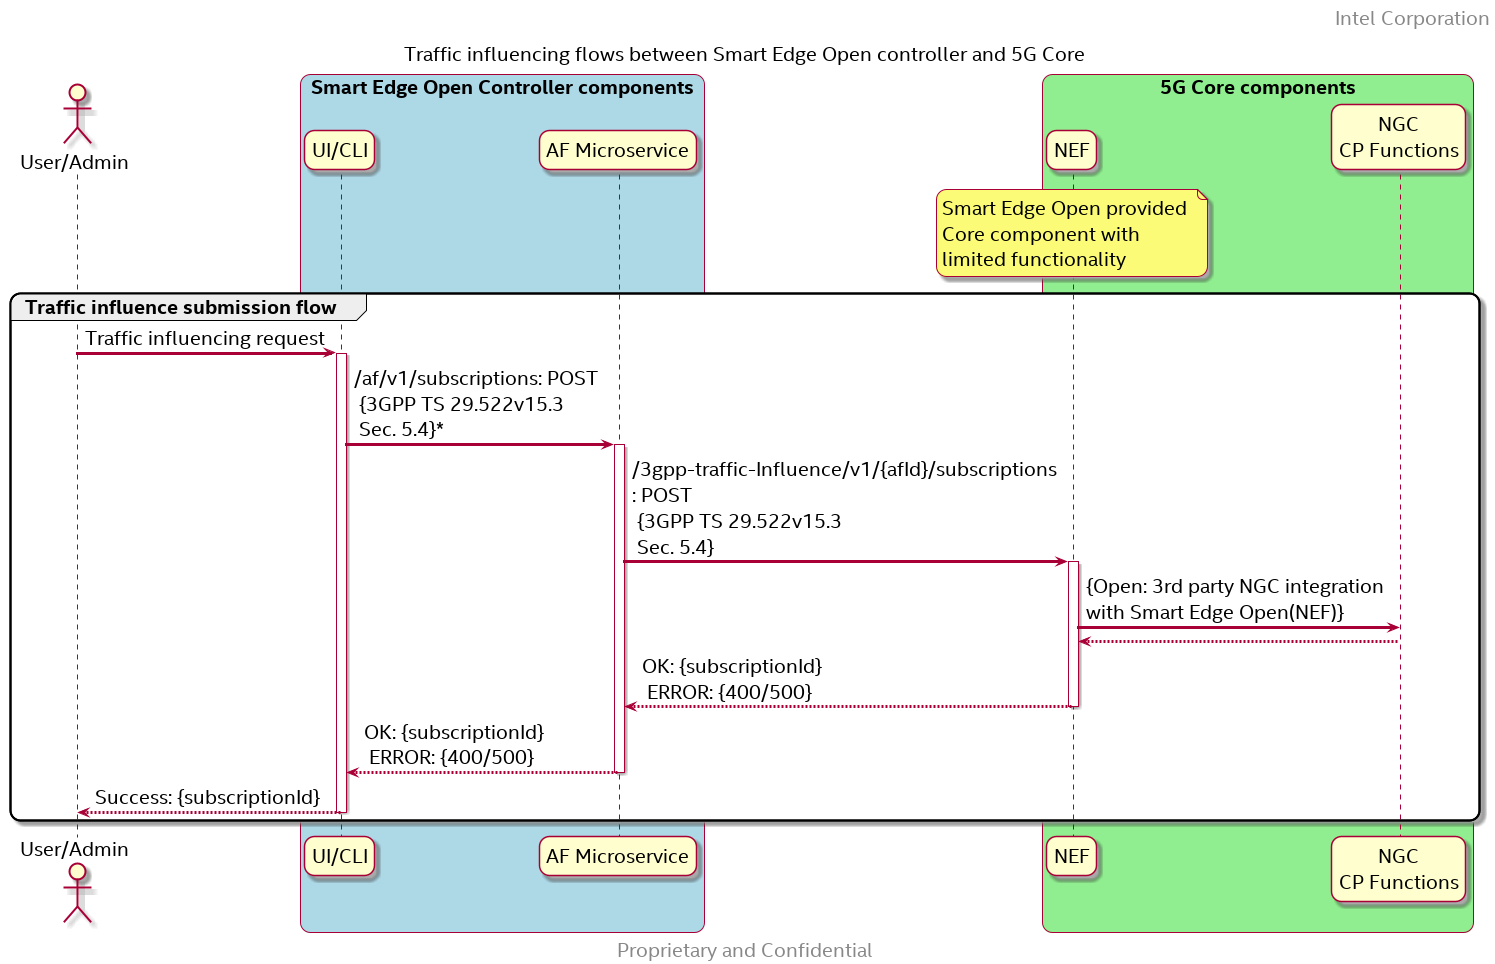 Intel Corporation
Traffic influencing flows between Smart Edge Open controller and 5G Core
Smart Edge Open Controller components
5G Core components
User/Admin
UI/CLI
AF Microservice
NEF
NGC
CP Functions
Smart Edge Open provided
Core component with
limited functionality
Traffic influence submission flow
Traffic influencing request
/af/v1/subscriptions: POST
{3GPP TS 29.522v15.3
Sec. 5.4}*
/3gpp-traffic-Influence/v1/{afId}/subscriptions
: POST
{3GPP TS 29.522v15.3
Sec. 5.4}
{Open: 3rd party NGC integration
with Smart Edge Open(NEF)}
OK: {subscriptionId}
ERROR: {400/500}
OK: {subscriptionId}
ERROR: {400/500}
Success: {subscriptionId}
User/Admin
UI/CLI
AF Microservice
NEF
NGC
CP Functions
Proprietary and Confidential